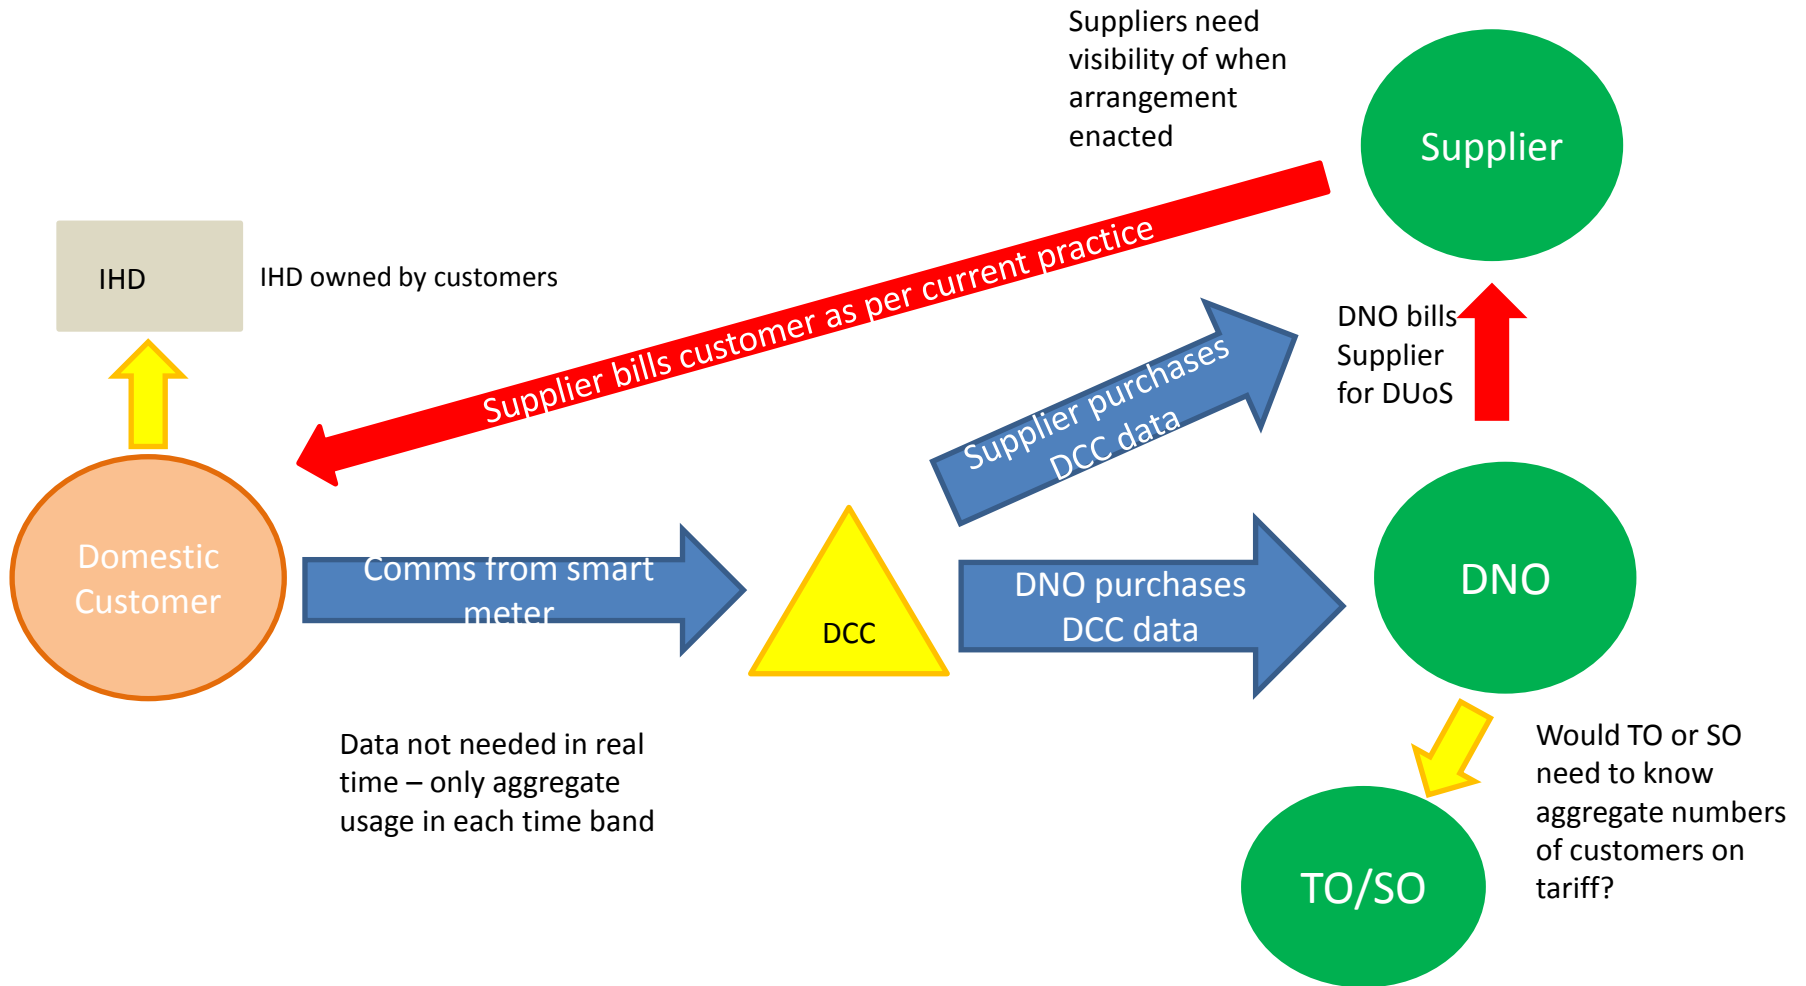 Suppliers need
visibility of when
arrangement
enacted
Supplier
IHD
IHD owned by customers
Supplier bills customer as per current practice
DNO bills
Supplier
for DUoS
Supplier purchases
DCC data
Domestic
Customer
Comms from smart
meter
DCC
DNO purchases
DCC data
DNO
Data not needed in real
time – only aggregate
usage in each time band
Would TO or SO
need to know
aggregate numbers
of customers on
tariff?
TO/SO